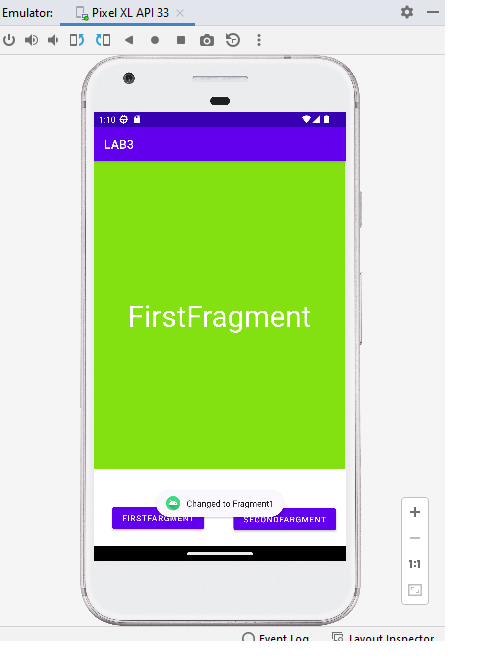 Emulator: Pixel XL API 33
1:10
LAB3
FirstFragment
Changed to Fragment1
FIRSTFARGMENT SECONDFARGMENT
1:1
Event Log Layout Inspector